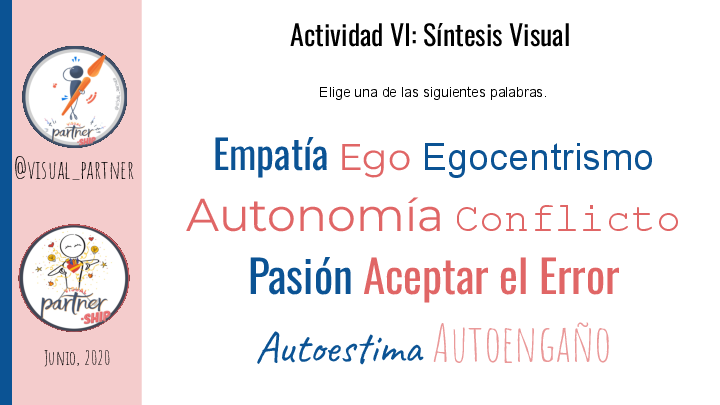 Actividad VI: Síntesis Visual
Elige una de las siguientes palabras.
Empatía Ego Egocentrismo
Autonomía Conflicto
Pasión Aceptar el Error
Autoestima Autoengaño
partner
SHIP
@visual_partner
VISUAL
partner
·SHIP
Junio, 2020